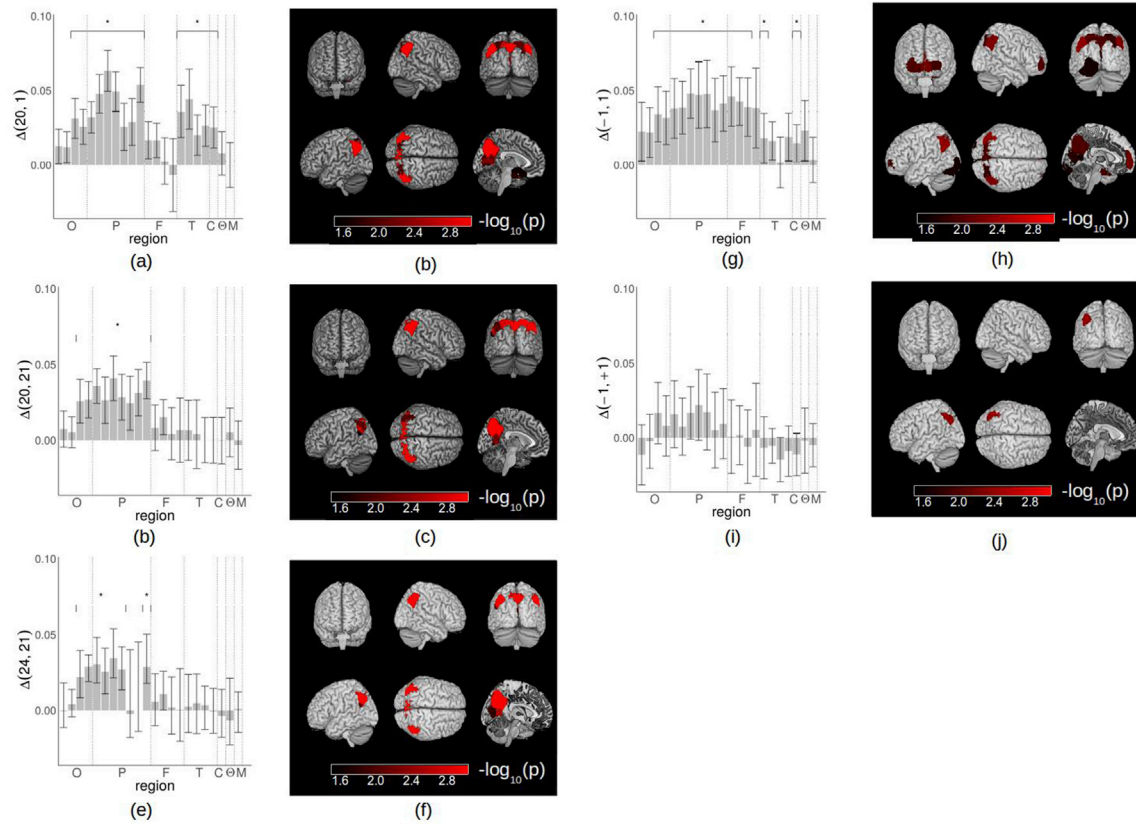 0.10
0.05
0.00
Δ(20, 1)
* *
O P F T C Θ M
region
(a)
1.6 2.0 2.4 2.8
-log10(p)
(b)
0.10
0.05
0.00
Δ(-1, 1)
* * *
O P F T C Θ M
region
(g)
1.6 2.0 2.4 2.8
-log10(p)
(h)
0.10
0.05
0.00
Δ(20, 21)
*
O P F T C Θ M
region
(b)
1.6 2.0 2.4 2.8
-log10(p)
(c)
0.10
0.05
0.00
Δ(-1, +1)
O P F T C Θ M
region
(i)
1.6 2.0 2.4 2.8
-log10(p)
(j)
0.10
0.05
0.00
Δ(24, 21)
* *
O P F T C Θ M
region
(e)
1.6 2.0 2.4 2.8
-log10(p)
(f)